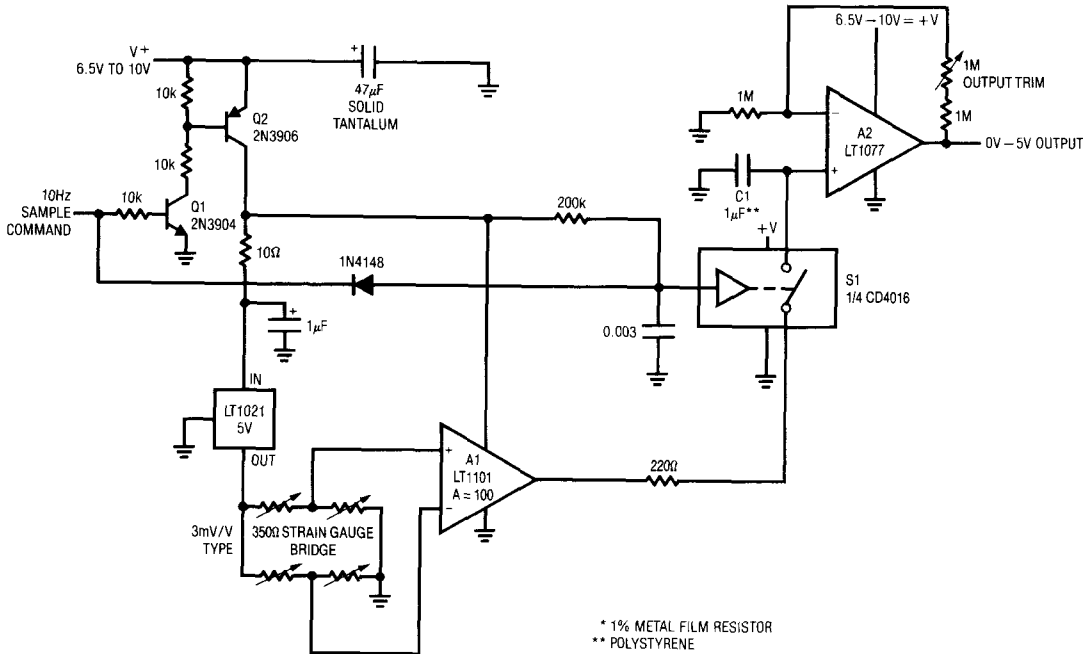 V+
6.5V TO 10V
10k
+
47µF
SOLID
TANTALUM
Q2
2N3906
10k
10Hz
SAMPLE
COMMAND
10k
Q1
2N3904
10Ω
1N4148
+
1µF
IN
LT1021
5V
OUT
3mV/V
TYPE
350Ω STRAIN GAUGE
BRIDGE
+
A1
LT1101
A = 100
−
200k
0.003
220Ω
6.5V–10V = +V
1M
OUTPUT TRIM
1M
1M
−
A2
LT1077
+
0V–5V OUTPUT
C1
1µF**
+V
S1
1/4 CD4016
* 1% METAL FILM RESISTOR
** POLYSTYRENE